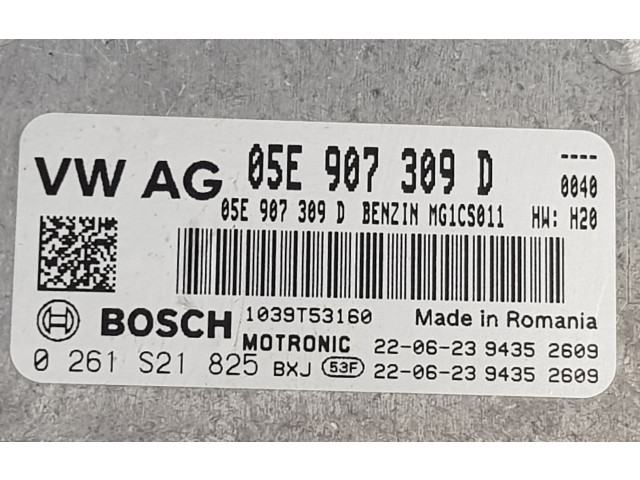 VW AG 05E 907 309 D ----
0040
05E 907 309 D BENZIN MG1CS011 HW: H20
BOSCH 1039T53160 Made in Romania
MOTRONIC 22-06-23 9435 2609
0 261 S21 825 BXJ 53F 22-06-23 9435 2609